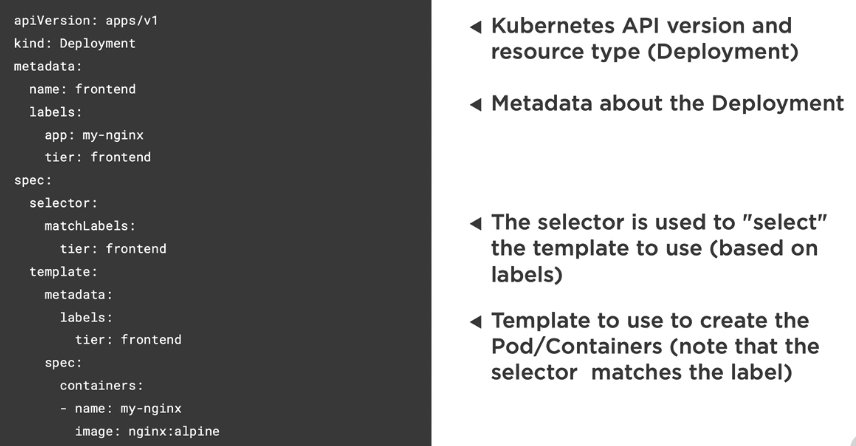 apiVersion: apps/v1
kind: Deployment
metadata:
  name: frontend
  labels:
    app: my-nginx
    tier: frontend
spec:
  selector:
    matchLabels:
      tier: frontend
  template:
    metadata:
      labels:
        tier: frontend
    spec:
      containers:
      - name: my-nginx
        image: nginx:alpine
Kubernetes API version and
resource type (Deployment)
Metadata about the Deployment
The selector is used to "select"
the template to use (based on
labels)
Template to use to create the
Pod/Containers (note that the
selector matches the label)